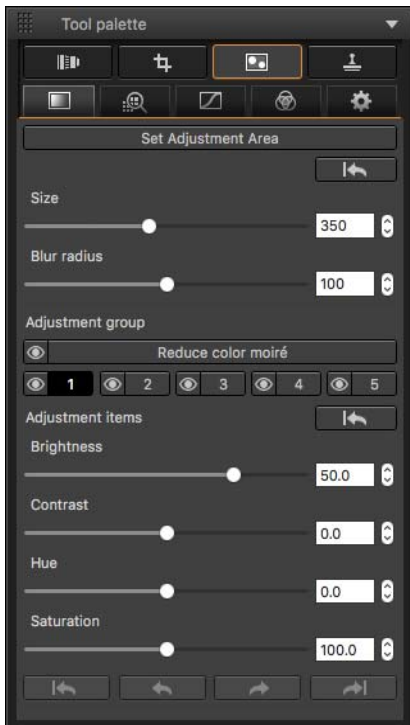 Tool palette
Set Adjustment Area
Size
350
Blur radius
100
Adjustment group
Reduce color moiré
1 2 3 4 5
Adjustment items
Brightness
50.0
Contrast
0.0
Hue
0.0
Saturation
100.0